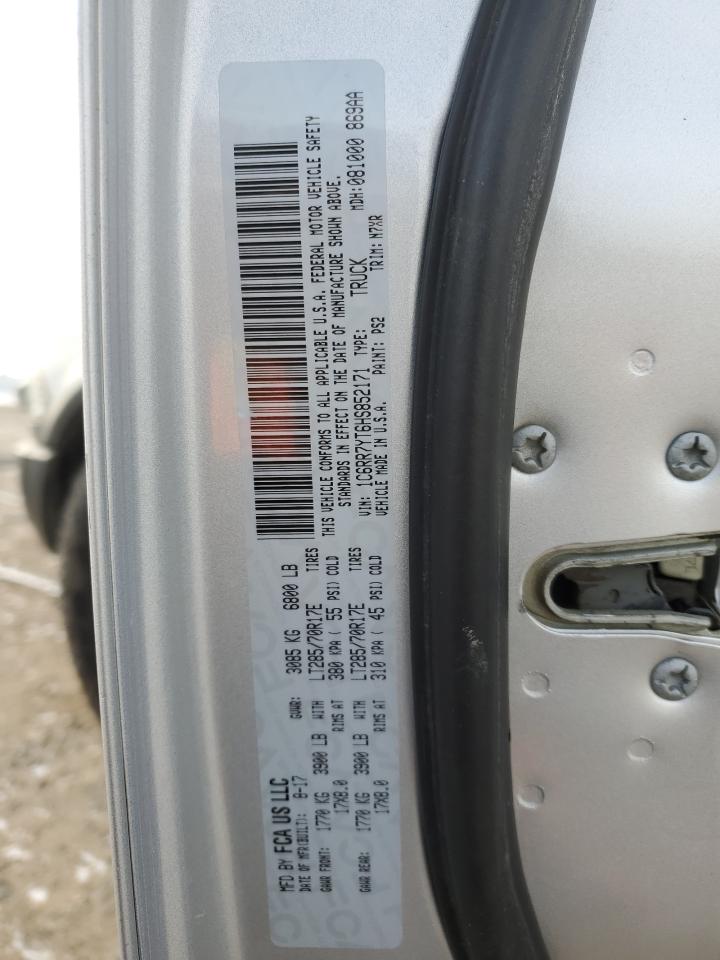 MFD BY FCA US LLC
DATE OF MFR(BUILT): 8-17 GVWR: 3085 KG 6800 LB
GAWR FRONT: 1770 KG 3900 LB WITH LT285/70R17E TIRES
17X8.0 RIMS AT 380 KPA ( 55 PSI) COLD
GAWR REAR: 1770 KG 3900 LB WITH LT285/70R17E TIRES
17X8.0 RIMS AT 310 KPA ( 45 PSI) COLD
THIS VEHICLE CONFORMS TO ALL APPLICABLE U.S.A. FEDERAL MOTOR VEHICLE SAFETY
STANDARDS IN EFFECT ON THE DATE OF MANUFACTURE SHOWN ABOVE.
VIN: 1C6RR7YT6HS852171 TYPE: TRUCK MDH:081000 869AA
VEHICLE MADE IN U.S.A. PAINT: PS2 TRIM: N7XR